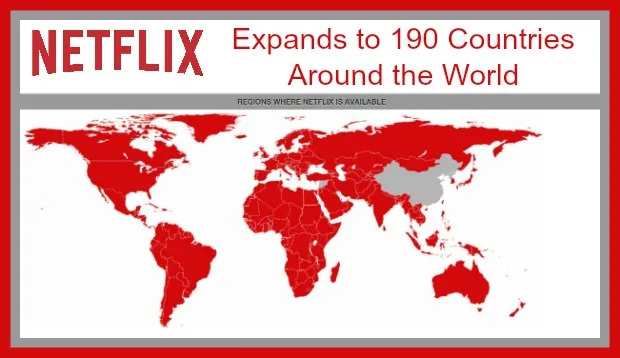 NETFLIX
Expands to 190 Countries
Around the World
REGIONS WHERE NETFLIX IS AVAILABLE